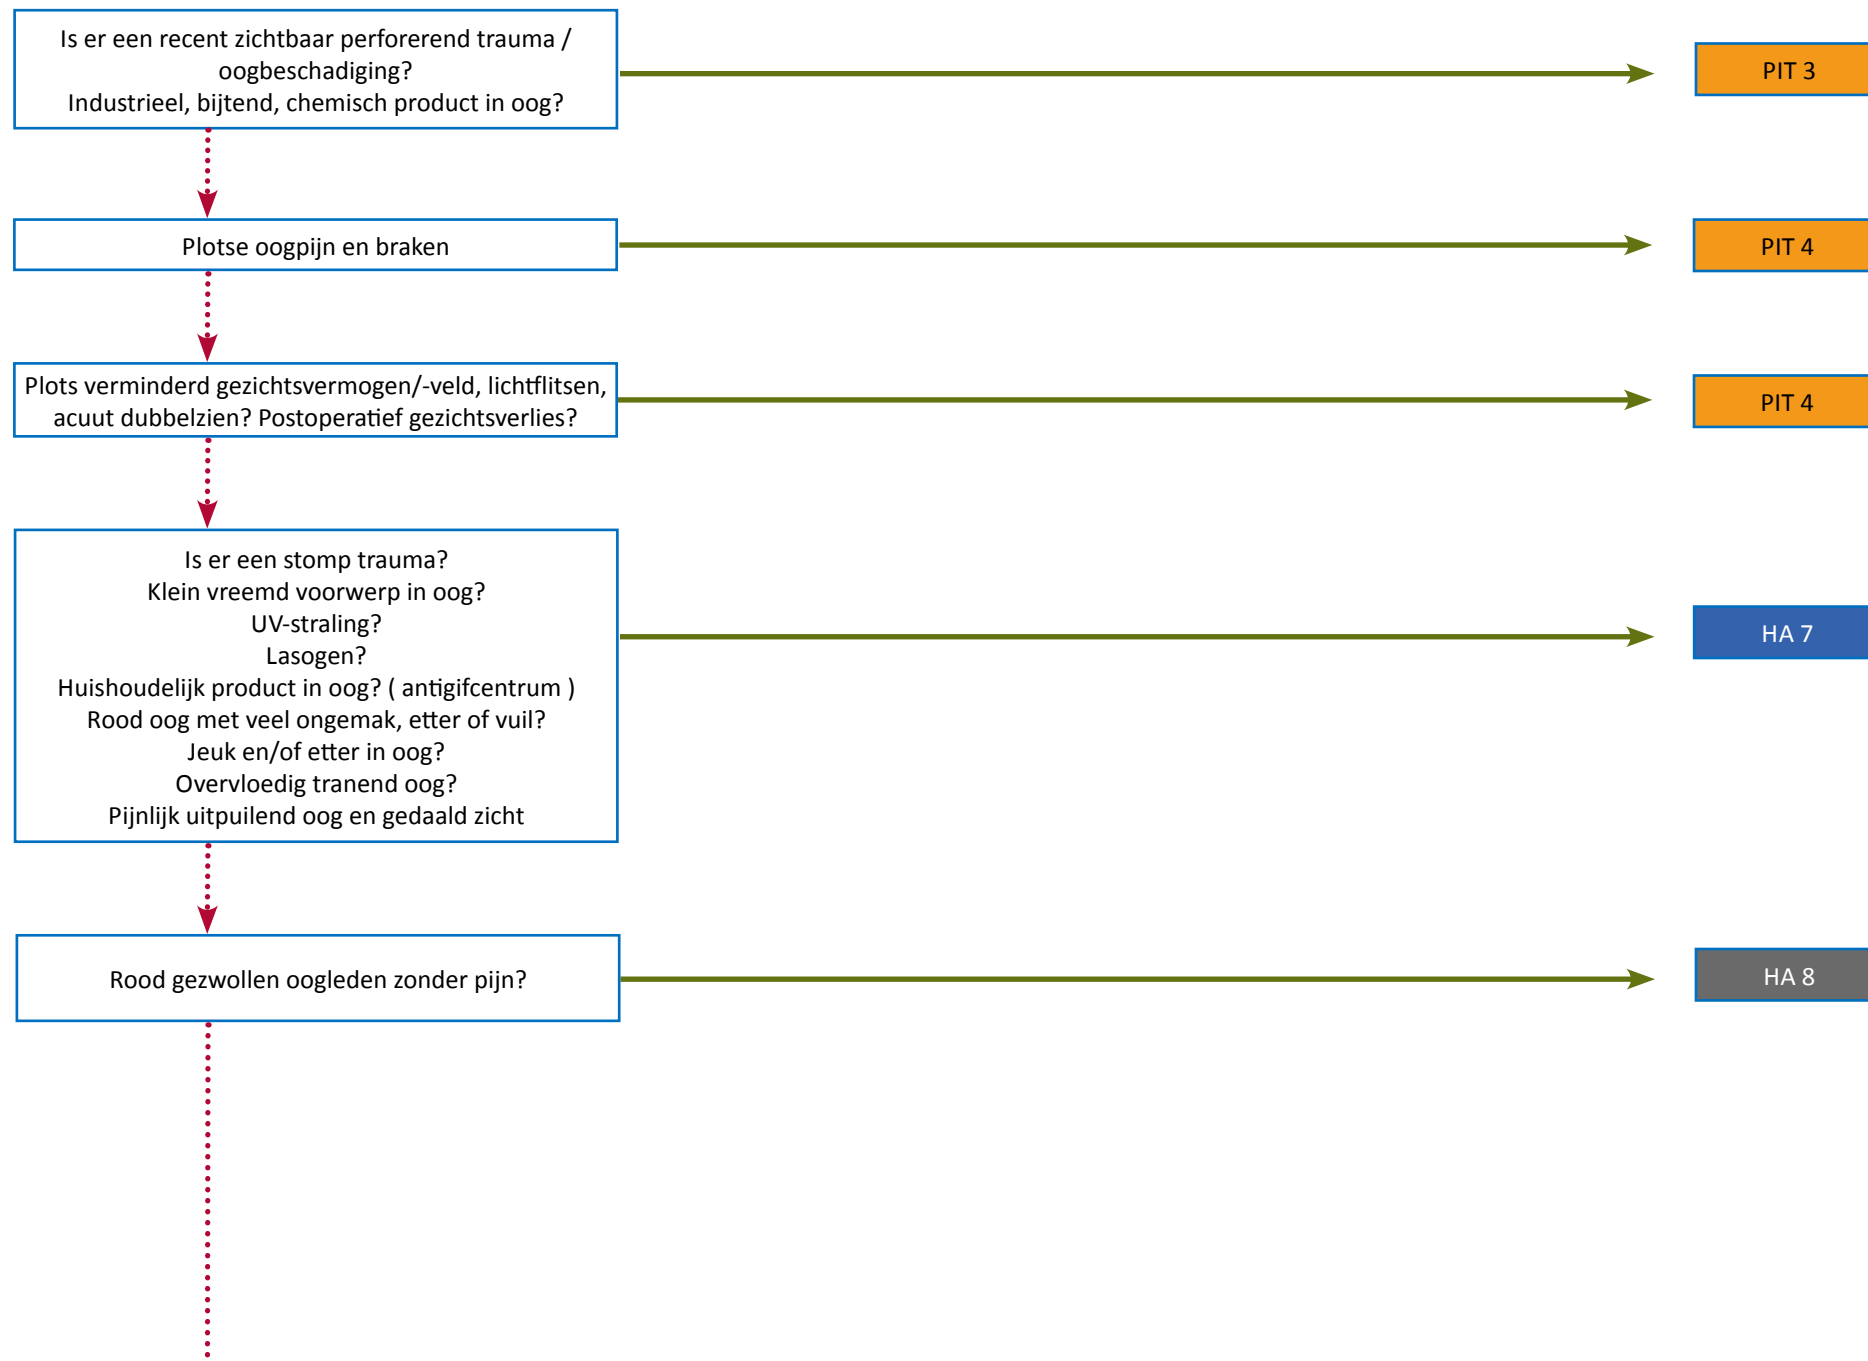 Is er een recent zichtbaar perforerend trauma /
oogbeschadiging?
Industrieel, bijtend, chemisch product in oog?
PIT 3
Plotse oogpijn en braken
PIT 4
Plots verminderd gezichtsvermogen/-veld, lichtflitsen,
acuut dubbelzien? Postoperatief gezichtsverlies?
PIT 4
Is er een stomp trauma?
Klein vreemd voorwerp in oog?
UV-straling?
Lasogen?
Huishoudelijk product in oog? ( antigifcentrum )
Rood oog met veel ongemak, etter of vuil?
Jeuk en/of etter in oog?
Overvloedig tranend oog?
Pijnlijk uitpuilend oog en gedaald zicht
HA 7
Rood gezwollen oogleden zonder pijn?
HA 8